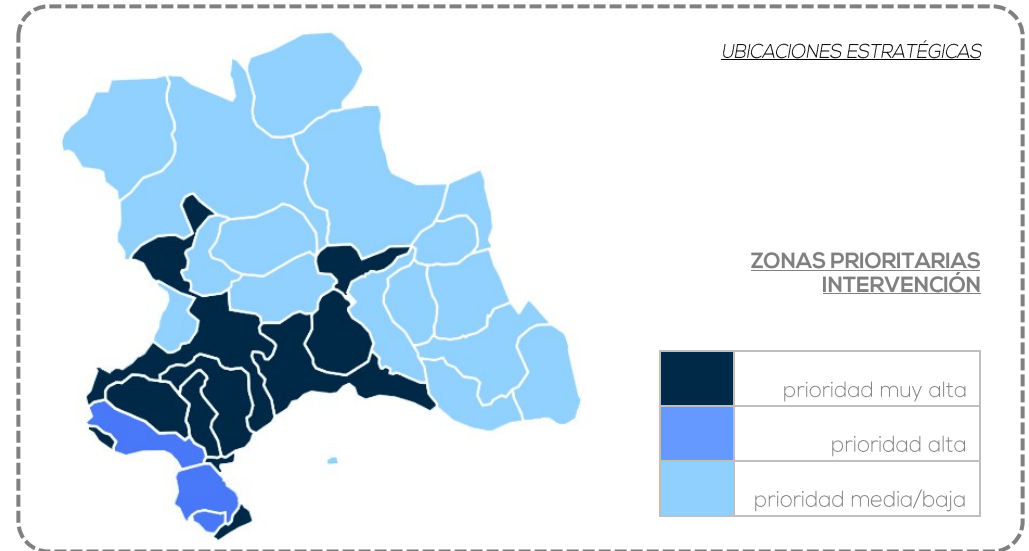 UBICACIONES ESTRATÉGICAS
ZONAS PRIORITARIAS
INTERVENCIÓN
prioridad muy alta
prioridad alta
prioridad media/baja